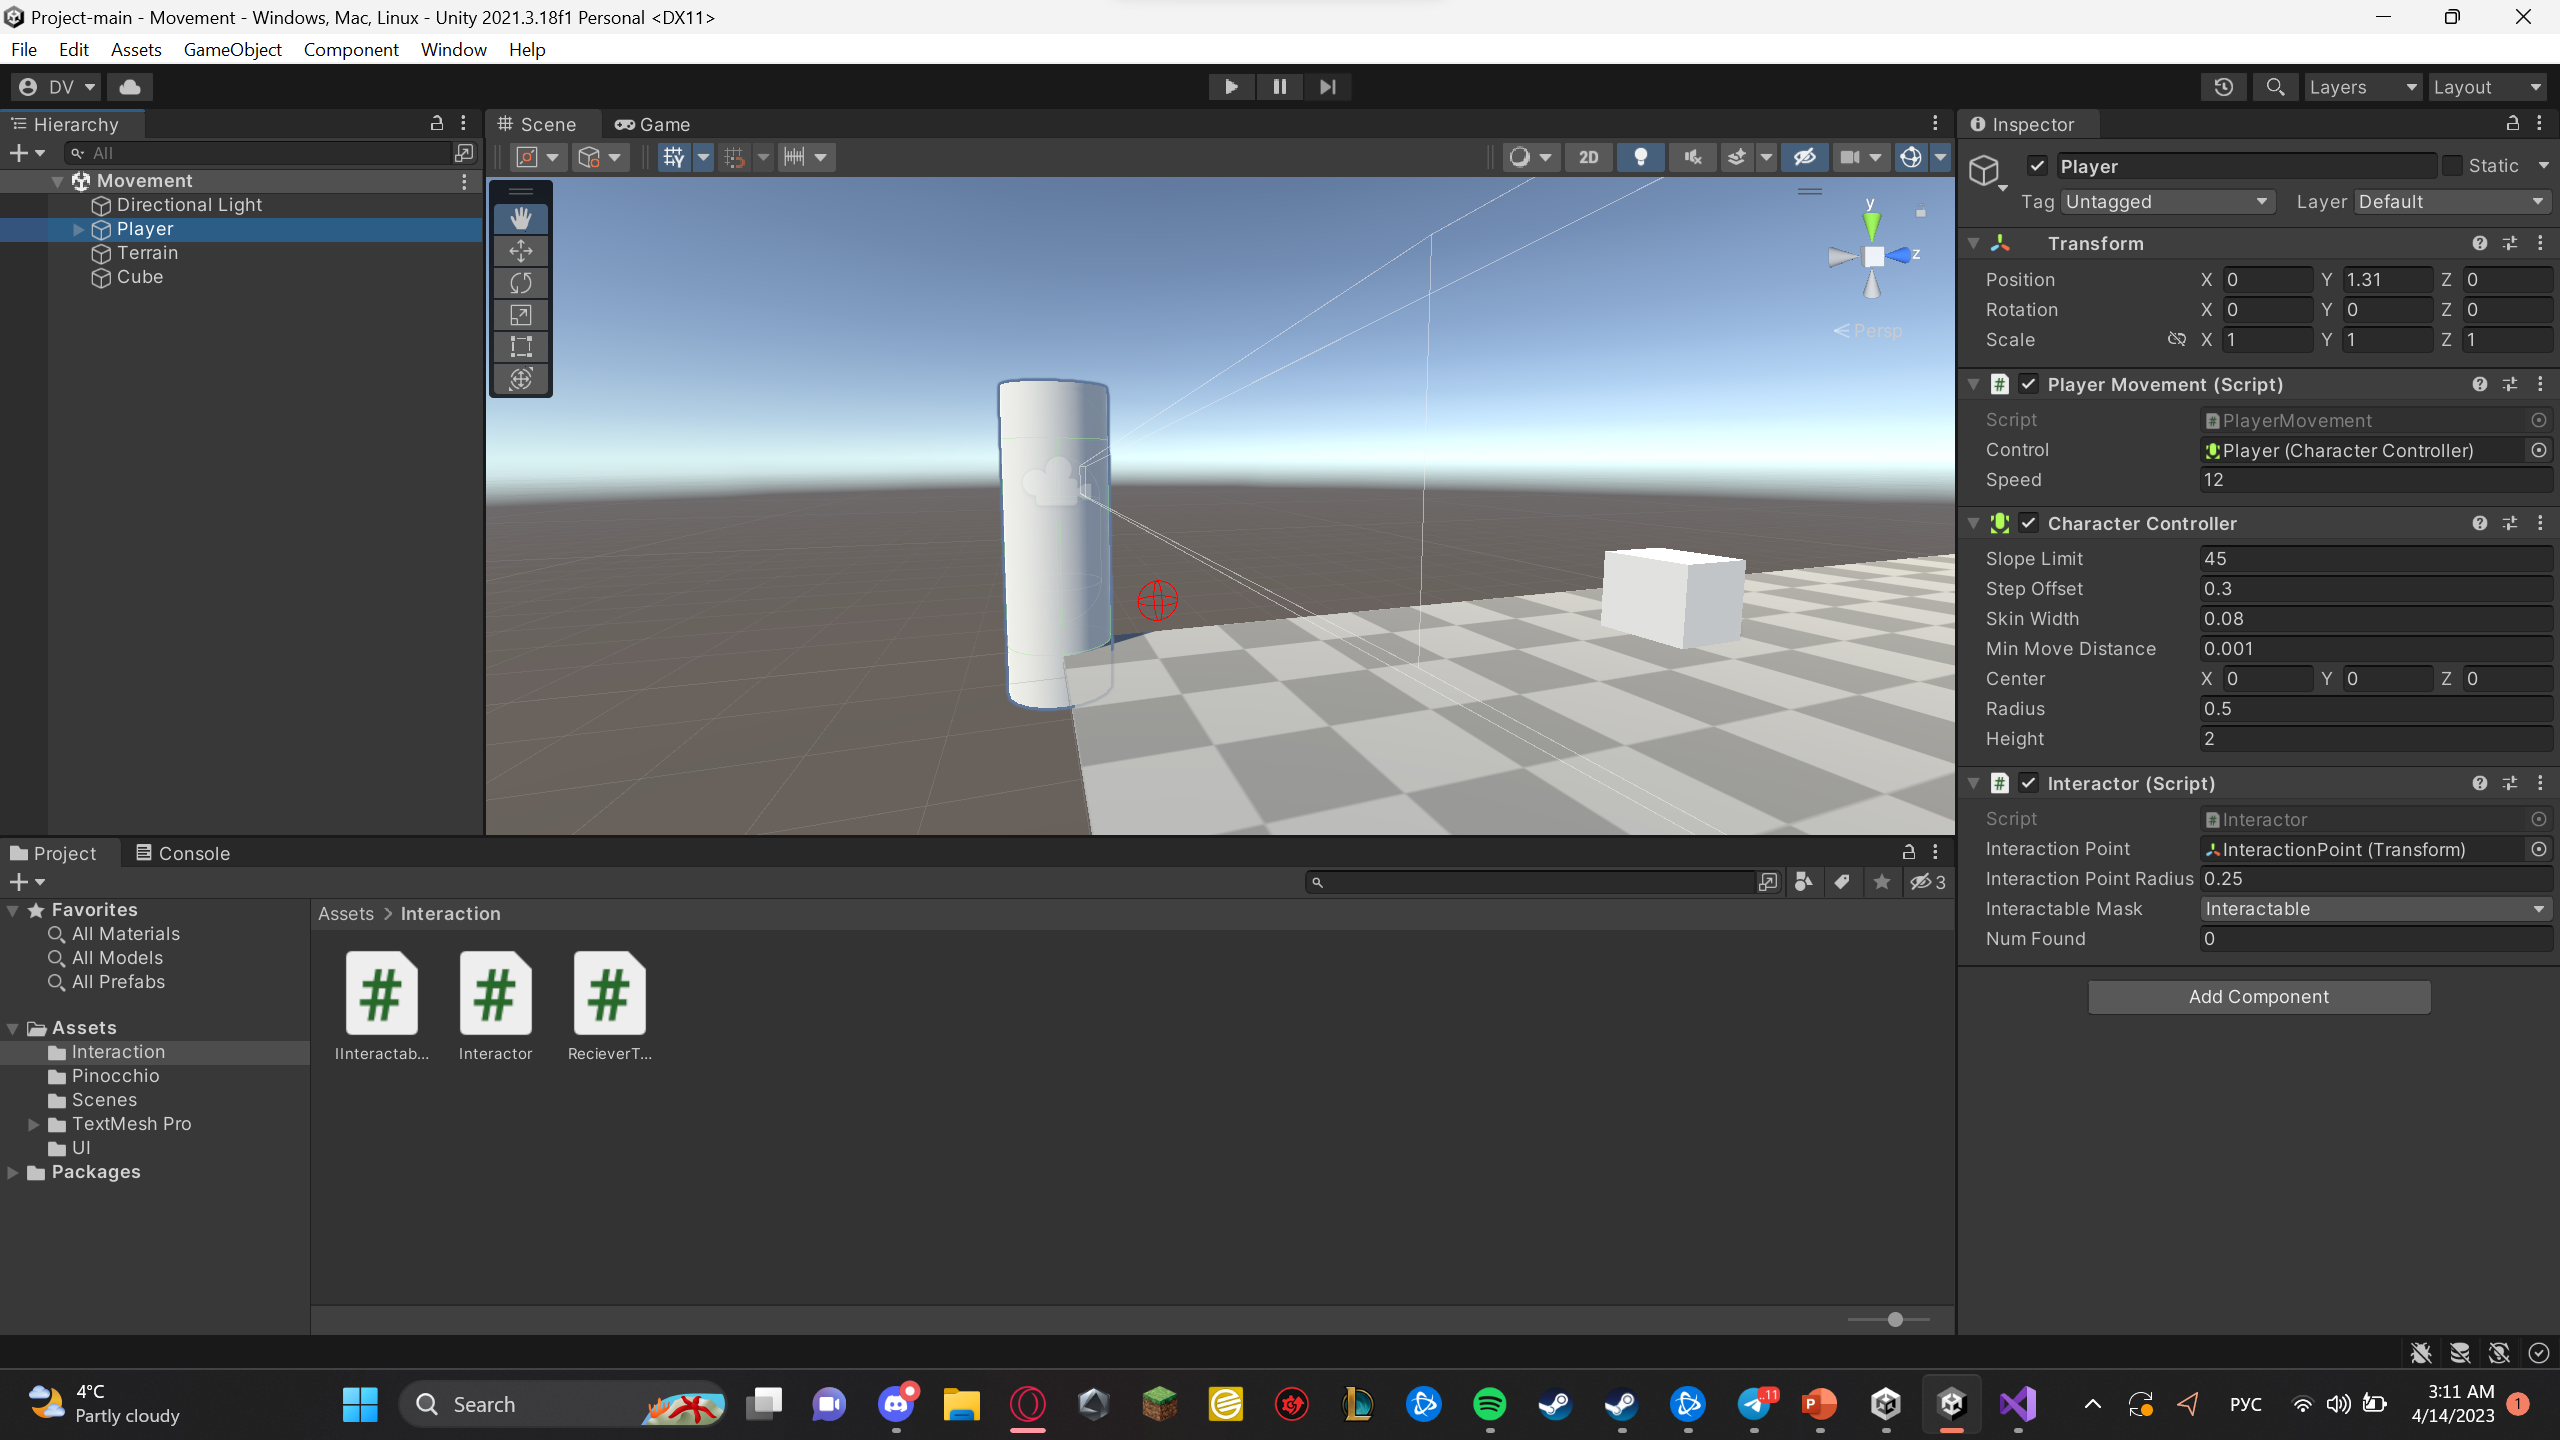 Project-main - Movement - Windows, Mac, Linux - Unity 2021.3.18f1 Personal <DX11>
File Edit Assets GameObject Component Window Help
DV Layers Layout
Hierarchy
All
Movement
Directional Light
Player
Terrain
Cube
Scene Game
2D
y
z
Persp
Inspector
Player Static
Tag Untagged Layer Default
Transform
Position X 0 Y 1.31 Z 0
Rotation X 0 Y 0 Z 0
Scale X 1 Y 1 Z 1
Player Movement (Script)
Script PlayerMovement
Control Player (Character Controller)
Speed 12
Character Controller
Slope Limit 45
Step Offset 0.3
Skin Width 0.08
Min Move Distance 0.001
Center X 0 Y 0 Z 0
Radius 0.5
Height 2
Interactor (Script)
Script Interactor
Interaction Point InteractionPoint (Transform)
Interaction Point Radius 0.25
Interactable Mask Interactable
Num Found 0
Add Component
Project Console
3
Favorites
All Materials
All Models
All Prefabs
Assets
Interaction
Pinocchio
Scenes
TextMesh Pro
UI
Packages
Assets > Interaction
IInteractab... Interactor RecieverT...
4°C
Partly cloudy
Search
..11
P
РУС
3:11 AM
4/14/2023
1